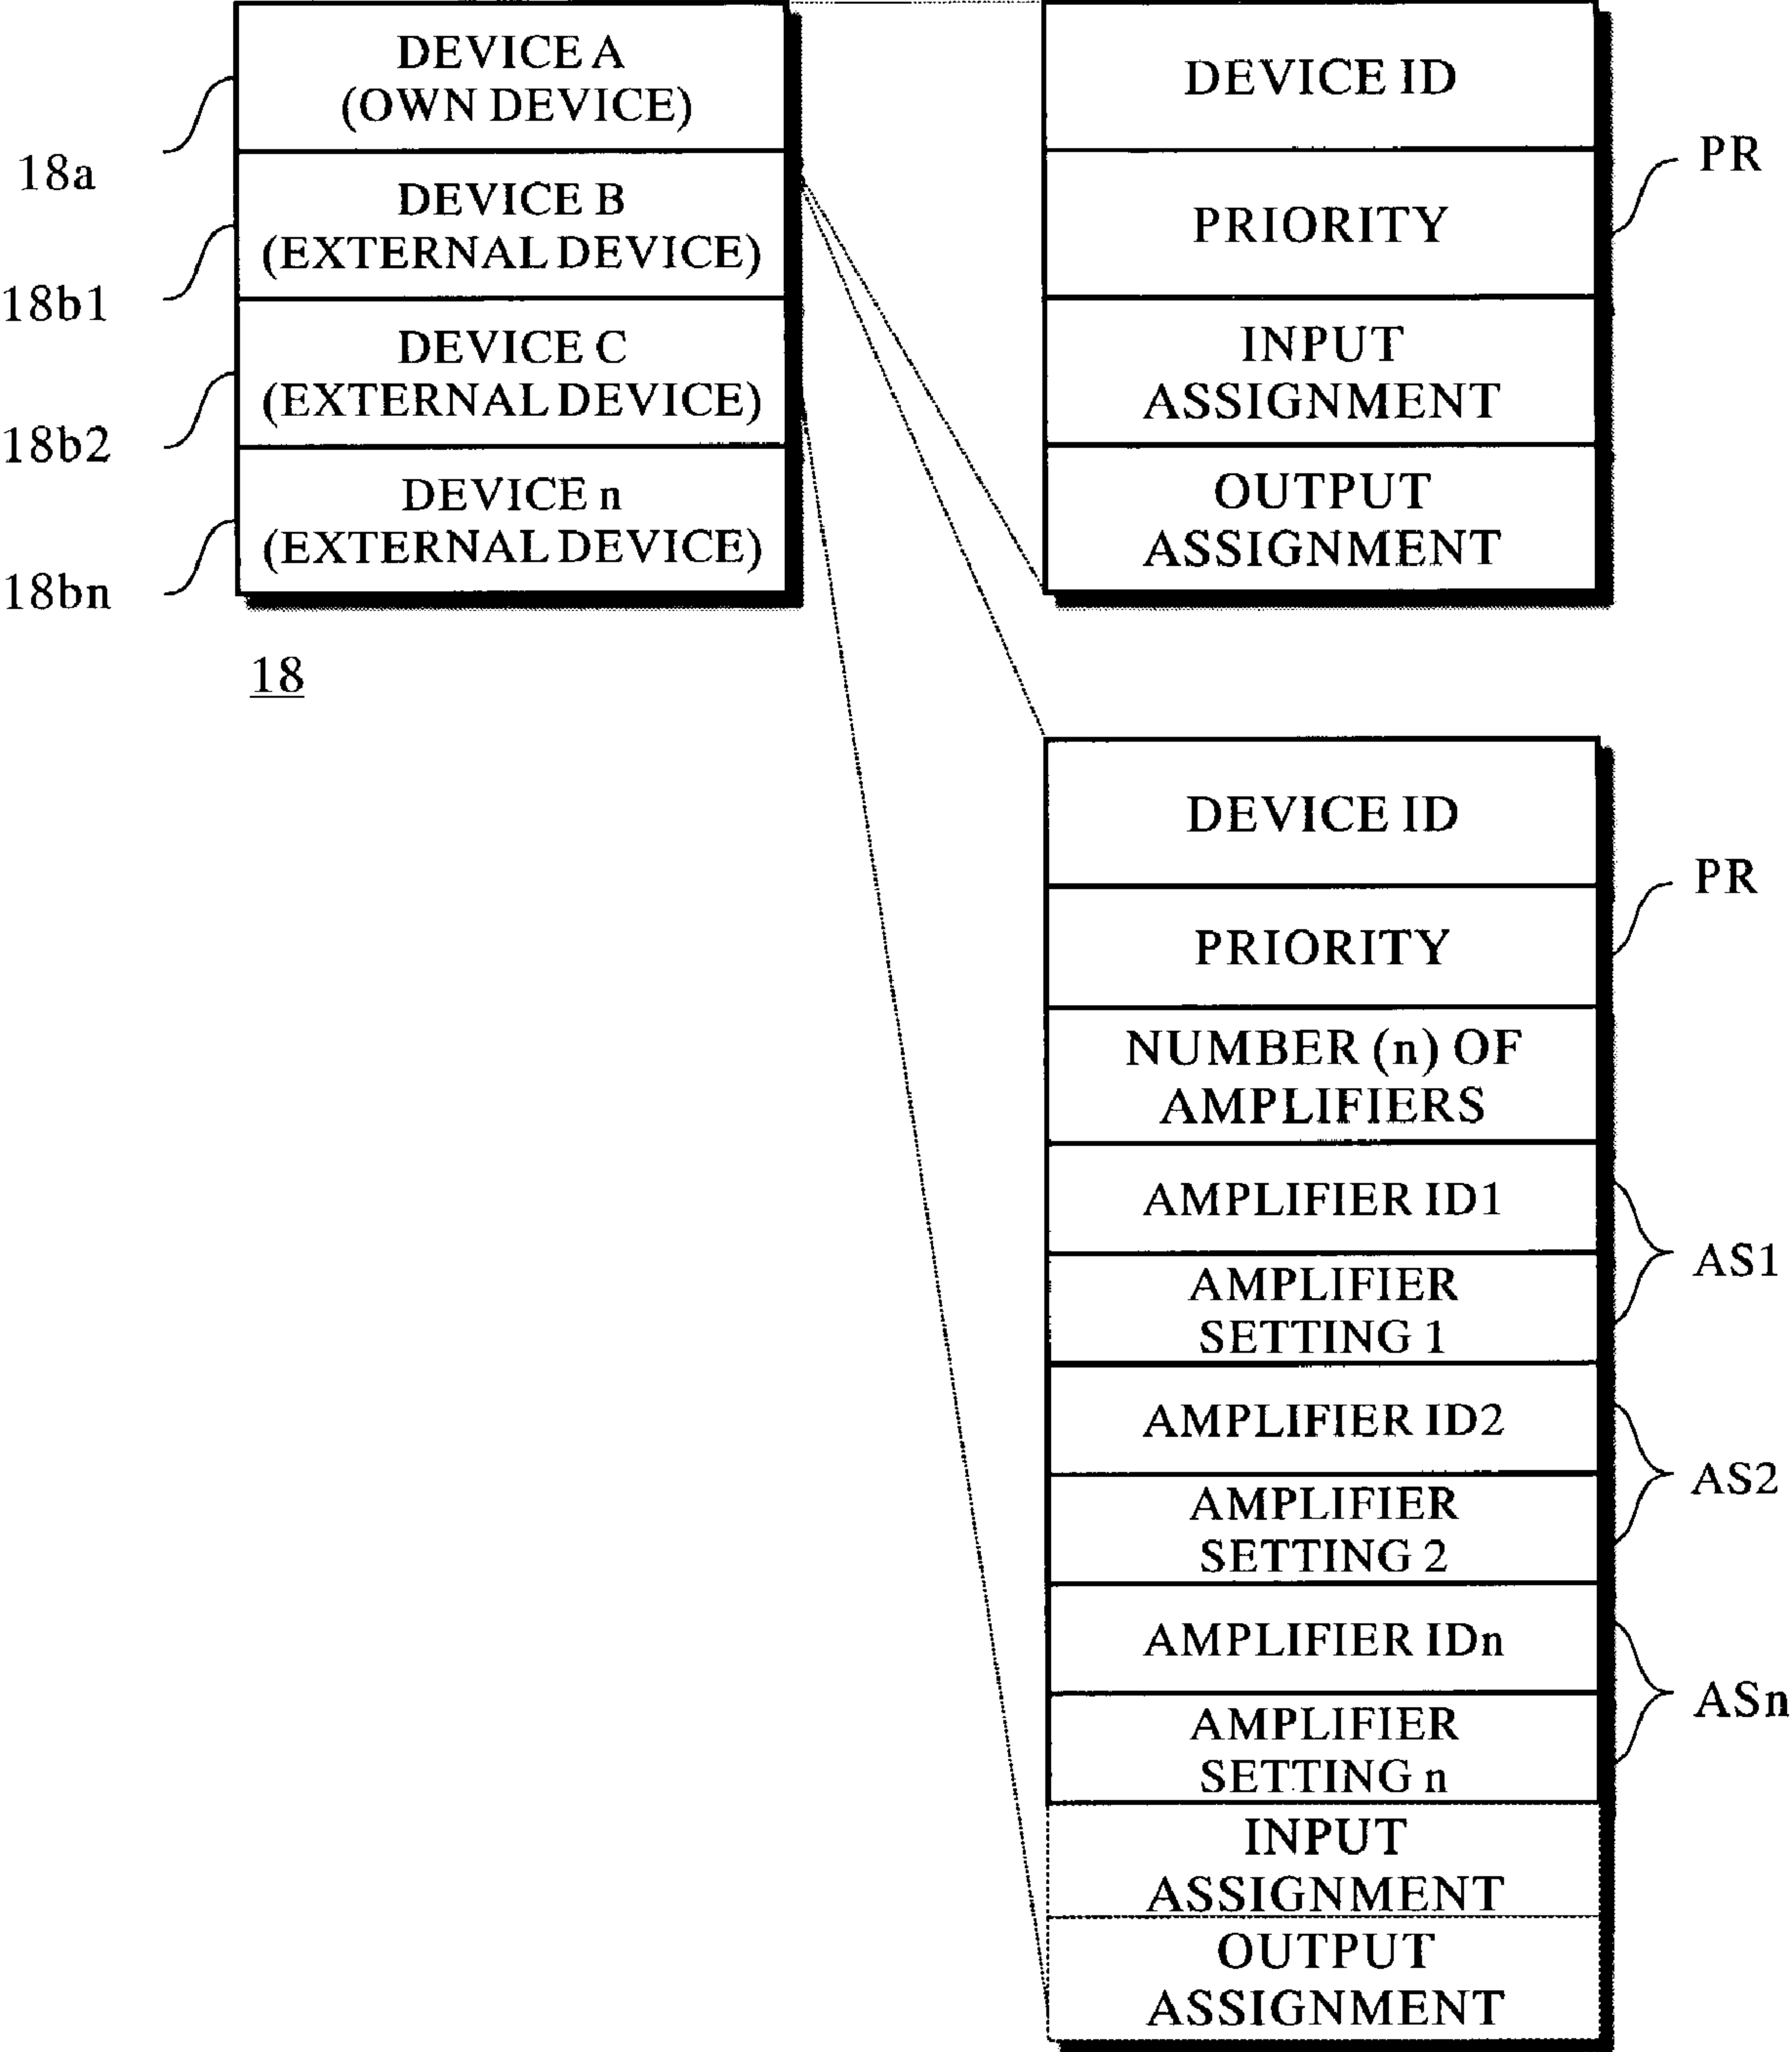 DEVICE A
(OWN DEVICE)
18a
DEVICE B
(EXTERNAL DEVICE)
18b1
DEVICE C
(EXTERNAL DEVICE)
18b2
DEVICE n
(EXTERNAL DEVICE)
18bn
18
DEVICE ID
PR
PRIORITY
INPUT
ASSIGNMENT
OUTPUT
ASSIGNMENT
DEVICE ID
PR
PRIORITY
NUMBER (n) OF
AMPLIFIERS
AMPLIFIER ID1
AS1
AMPLIFIER
SETTING 1
AMPLIFIER ID2
AS2
AMPLIFIER
SETTING 2
AMPLIFIER IDn
ASn
AMPLIFIER
SETTING n
INPUT
ASSIGNMENT
OUTPUT
ASSIGNMENT